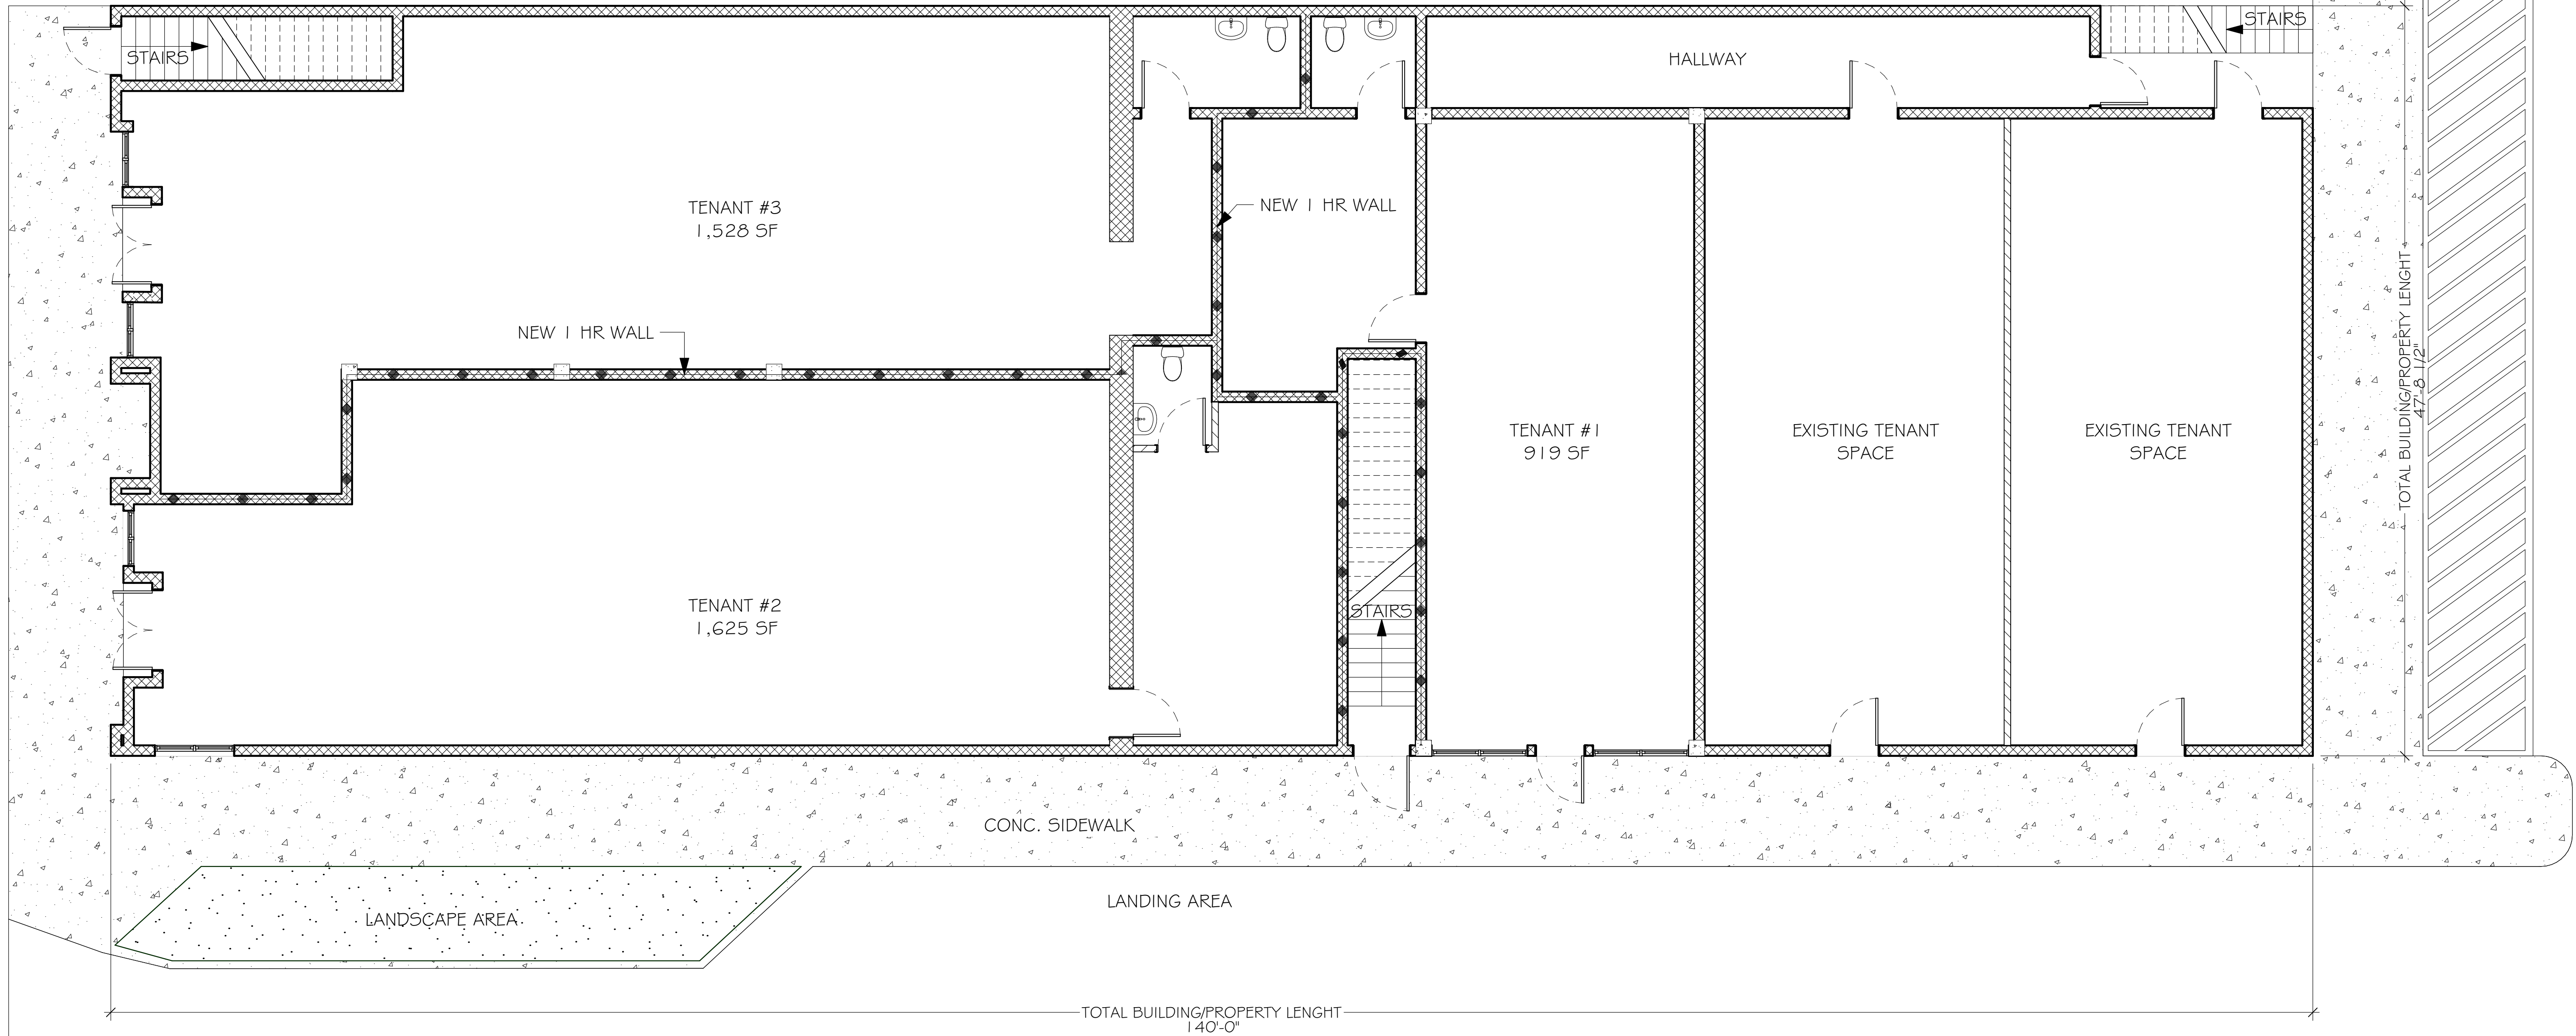 STAIRS
STAIRS
HALLWAY
TENANT #3
1,528 SF
NEW 1 HR WALL
NEW 1 HR WALL
TENANT #1
919 SF
EXISTING TENANT
SPACE
EXISTING TENANT
SPACE
TOTAL BUILDING/PROPERTY LENGHT
47'-8 1/2"
TENANT #2
1,625 SF
STAIRS
CONC. SIDEWALK
LANDSCAPE AREA
LANDING AREA
TOTAL BUILDING/PROPERTY LENGHT
140'-0"